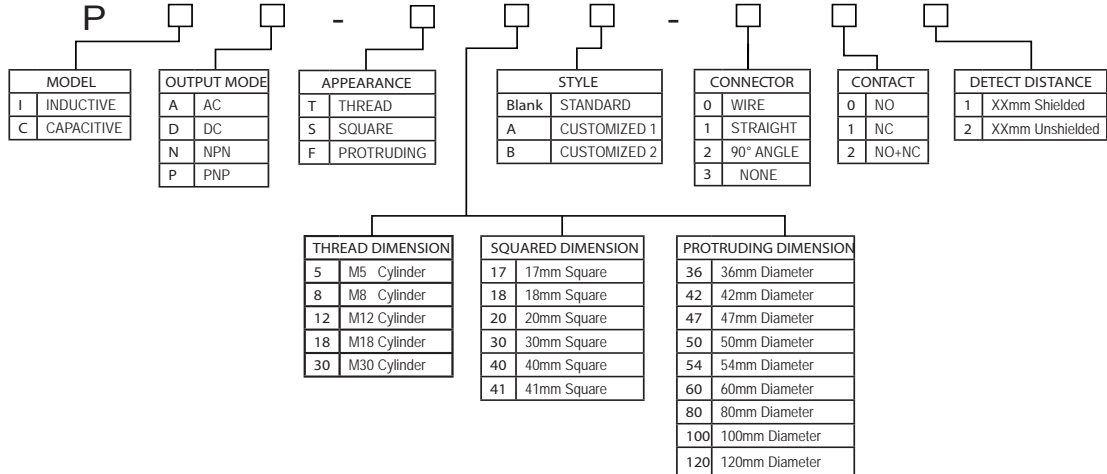 P - -
MODEL
I INDUCTIVE
C CAPACITIVE
OUTPUT MODE
A AC
D DC
N NPN
P PNP
APPEARANCE
T THREAD
S SQUARE
F PROTRUDING
STYLE
Blank STANDARD
A CUSTOMIZED 1
B CUSTOMIZED 2
CONNECTOR
0 WIRE
1 STRAIGHT
2 90° ANGLE
3 NONE
CONTACT
0 NO
1 NC
2 NO+NC
DETECT DISTANCE
1 XXmm Shielded
2 XXmm Unshielded
THREAD DIMENSION
5 M5 Cylinder
8 M8 Cylinder
12 M12 Cylinder
18 M18 Cylinder
30 M30 Cylinder
SQUARED DIMENSION
17 17mm Square
18 18mm Square
20 20mm Square
30 30mm Square
40 40mm Square
41 41mm Square
PROTRUDING DIMENSION
36 36mm Diameter
42 42mm Diameter
47 47mm Diameter
50 50mm Diameter
54 54mm Diameter
60 60mm Diameter
80 80mm Diameter
100 100mm Diameter
120 120mm Diameter